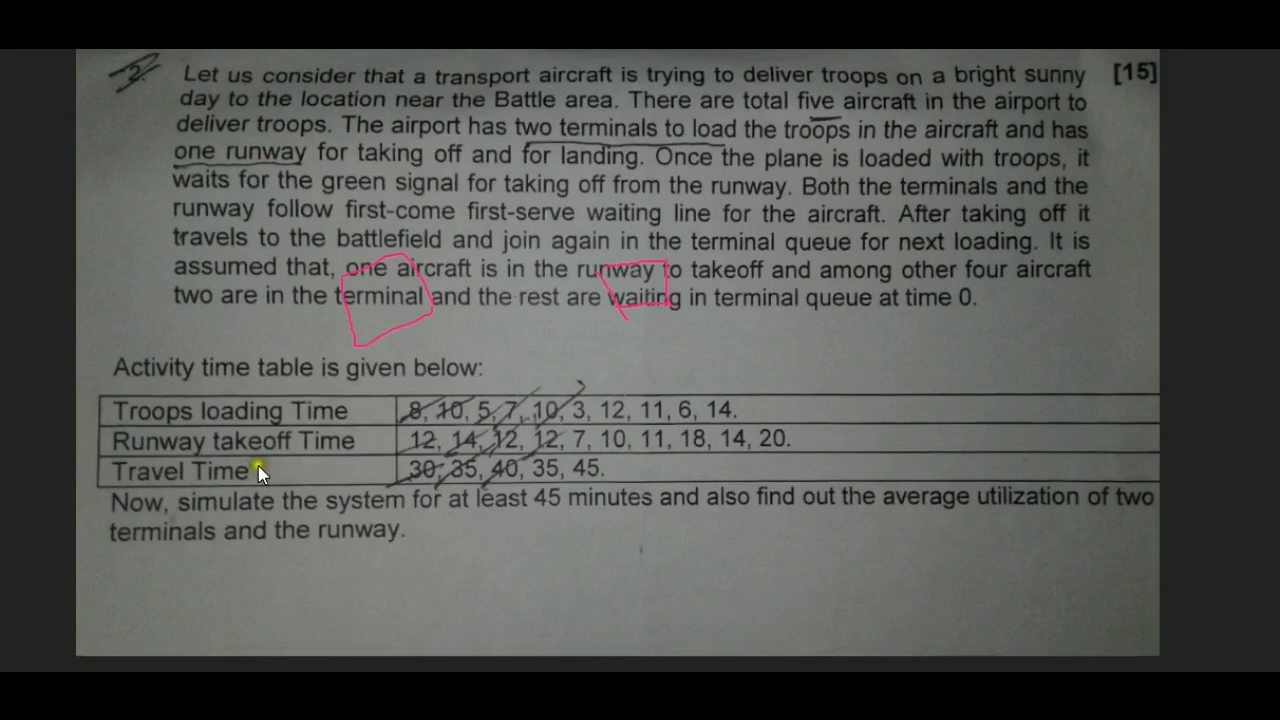 2. Let us consider that a transport aircraft is trying to deliver troops on a bright sunny [15]
day to the location near the Battle area. There are total five aircraft in the airport to
deliver troops. The airport has two terminals to load the troops in the aircraft and has
one runway for taking off and for landing. Once the plane is loaded with troops, it
waits for the green signal for taking off from the runway. Both the terminals and the
runway follow first-come first-serve waiting line for the aircraft. After taking off it
travels to the battlefield and join again in the terminal queue for next loading. It is
assumed that, one aircraft is in the runway to takeoff and among other four aircraft
two are in the terminal and the rest are waiting in terminal queue at time 0.
Activity time table is given below:
Troops loading Time 8, 10, 5, 7, 10, 3, 12, 11, 6, 14.
Runway takeoff Time 12, 14, 12, 12, 7, 10, 11, 18, 14, 20.
Travel Time 30, 35, 40, 35, 45.
Now, simulate the system for at least 45 minutes and also find out the average utilization of two
terminals and the runway.